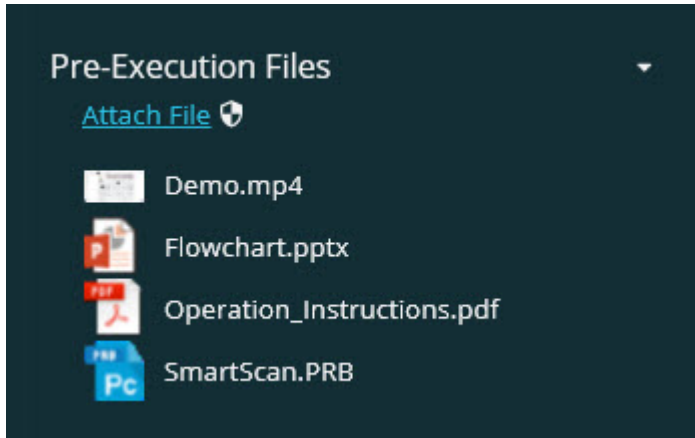 Pre-Execution Files
Attach File
Demo.mp4
P Flowchart.pptx
PDF Operation_Instructions.pdf
PRB
Pc SmartScan.PRB